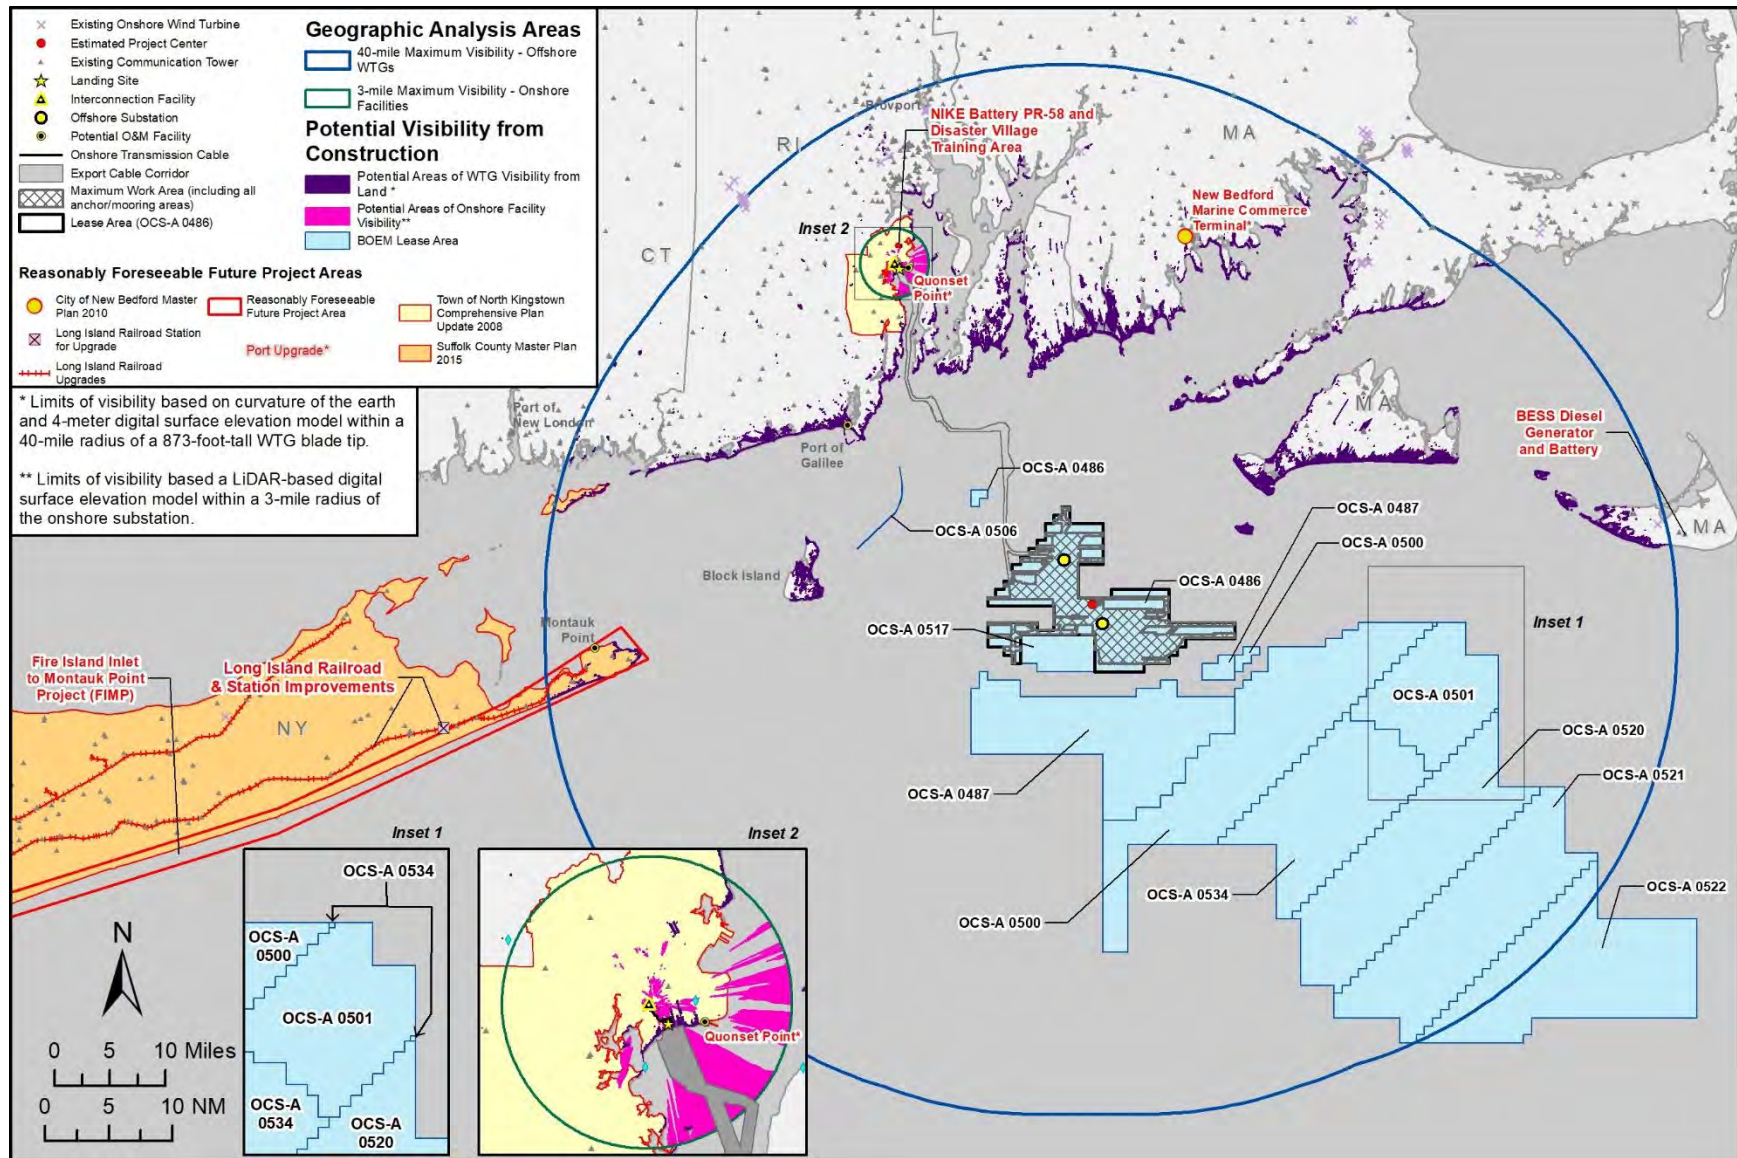 Existing Onshore Wind Turbine
Estimated Project Center
Existing Communication Tower
Landing Site
Interconnection Facility
Offshore Substation
Potential O&M Facility
Onshore Transmission Cable
Export Cable Corridor
Maximum Work Area (including all
anchor/mooring areas)
Lease Area (OCS-A 0486)
Geographic Analysis Areas
40-mile Maximum Visibility - Offshore
WTGs
3-mile Maximum Visibility - Onshore
Facilities
Potential Visibility from
Construction
Potential Areas of WTG Visibility from
Land *
Potential Areas of Onshore Facility
Visibility**
BOEM Lease Area
Reasonably Foreseeable Future Project Areas
City of New Bedford Master
Plan 2010
Long Island Railroad Station
for Upgrade
Long Island Railroad
Upgrades
Reasonably Foreseeable
Future Project Area
Port Upgrade*
Town of North Kingstown
Comprehensive Plan
Update 2008
Suffolk County Master Plan
2015
* Limits of visibility based on curvature of the earth
and 4-meter digital surface elevation model within a
40-mile radius of a 873-foot-tall WTG blade tip.
** Limits of visibility based a LiDAR-based digital
surface elevation model within a 3-mile radius of
the onshore substation.
Provport
NIKE Battery PR-58 and
Disaster Village
Training Area
RI
MA
CT
Inset 2
New Bedford
Marine Commerce
Terminal*
Quonset
Point*
Port of
New London
Port of
Galilee
MA
BESS Diesel
Generator
and Battery
MA
OCS-A 0486
OCS-A 0506
OCS-A 0487
OCS-A 0500
Block Island
OCS-A 0486
OCS-A 0517
Inset 1
Montauk
Point
Fire Island Inlet
to Montauk Point
Project (FIMP)
Long Island Railroad
& Station Improvements
NY
OCS-A 0501
OCS-A 0520
OCS-A 0521
OCS-A 0487
OCS-A 0534
OCS-A 0522
OCS-A 0500
Inset 1
OCS-A 0534
OCS-A
0500
OCS-A 0501
OCS-A
0534
OCS-A
0520
Inset 2
Quonset Point*
N
0 5 10 Miles
0 5 10 NM